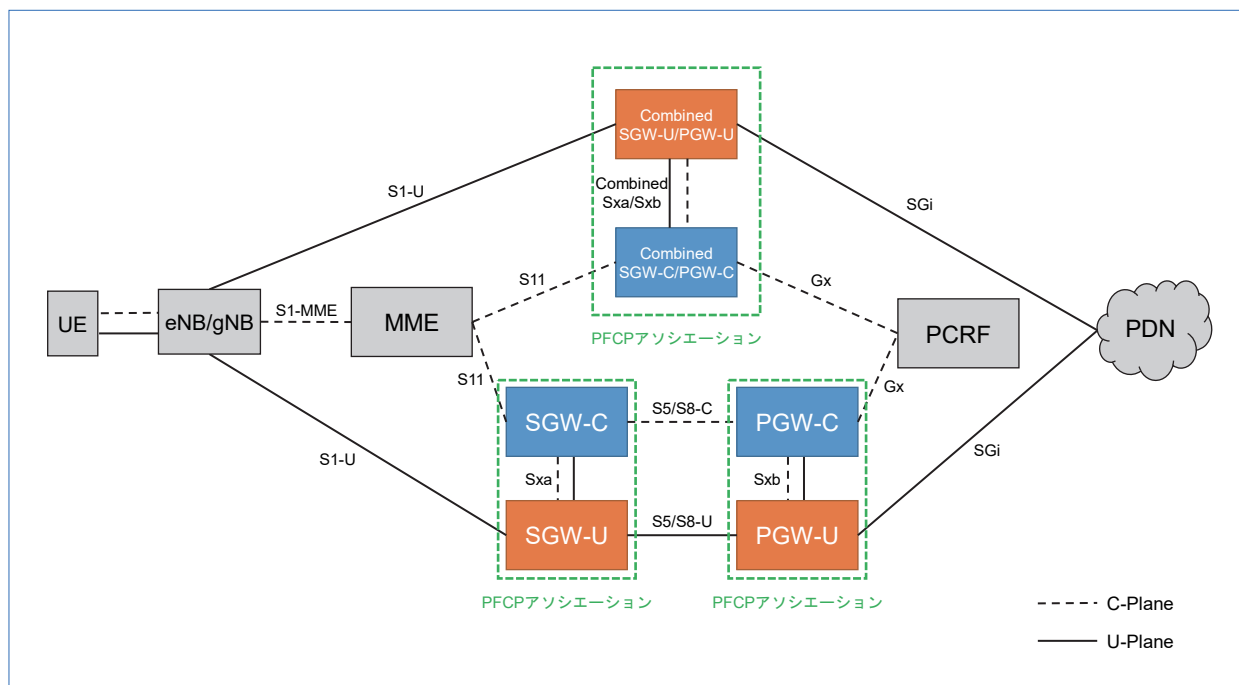 Combined
SGW-U/PGW-U
S1-U
Combined
Sxa/Sxb
SGi
Combined
SGW-C/PGW-C
S11
Gx
UE
eNB/gNB
S1-MME
MME
PCRF
PDN
PFCPアソシエーション
S11
Gx
SGW-C
S5/S8-C
PGW-C
S1-U
SGi
Sxa
Sxb
SGW-U
S5/S8-U
PGW-U
PFCPアソシエーション
PFCPアソシエーション
C-Plane
U-Plane